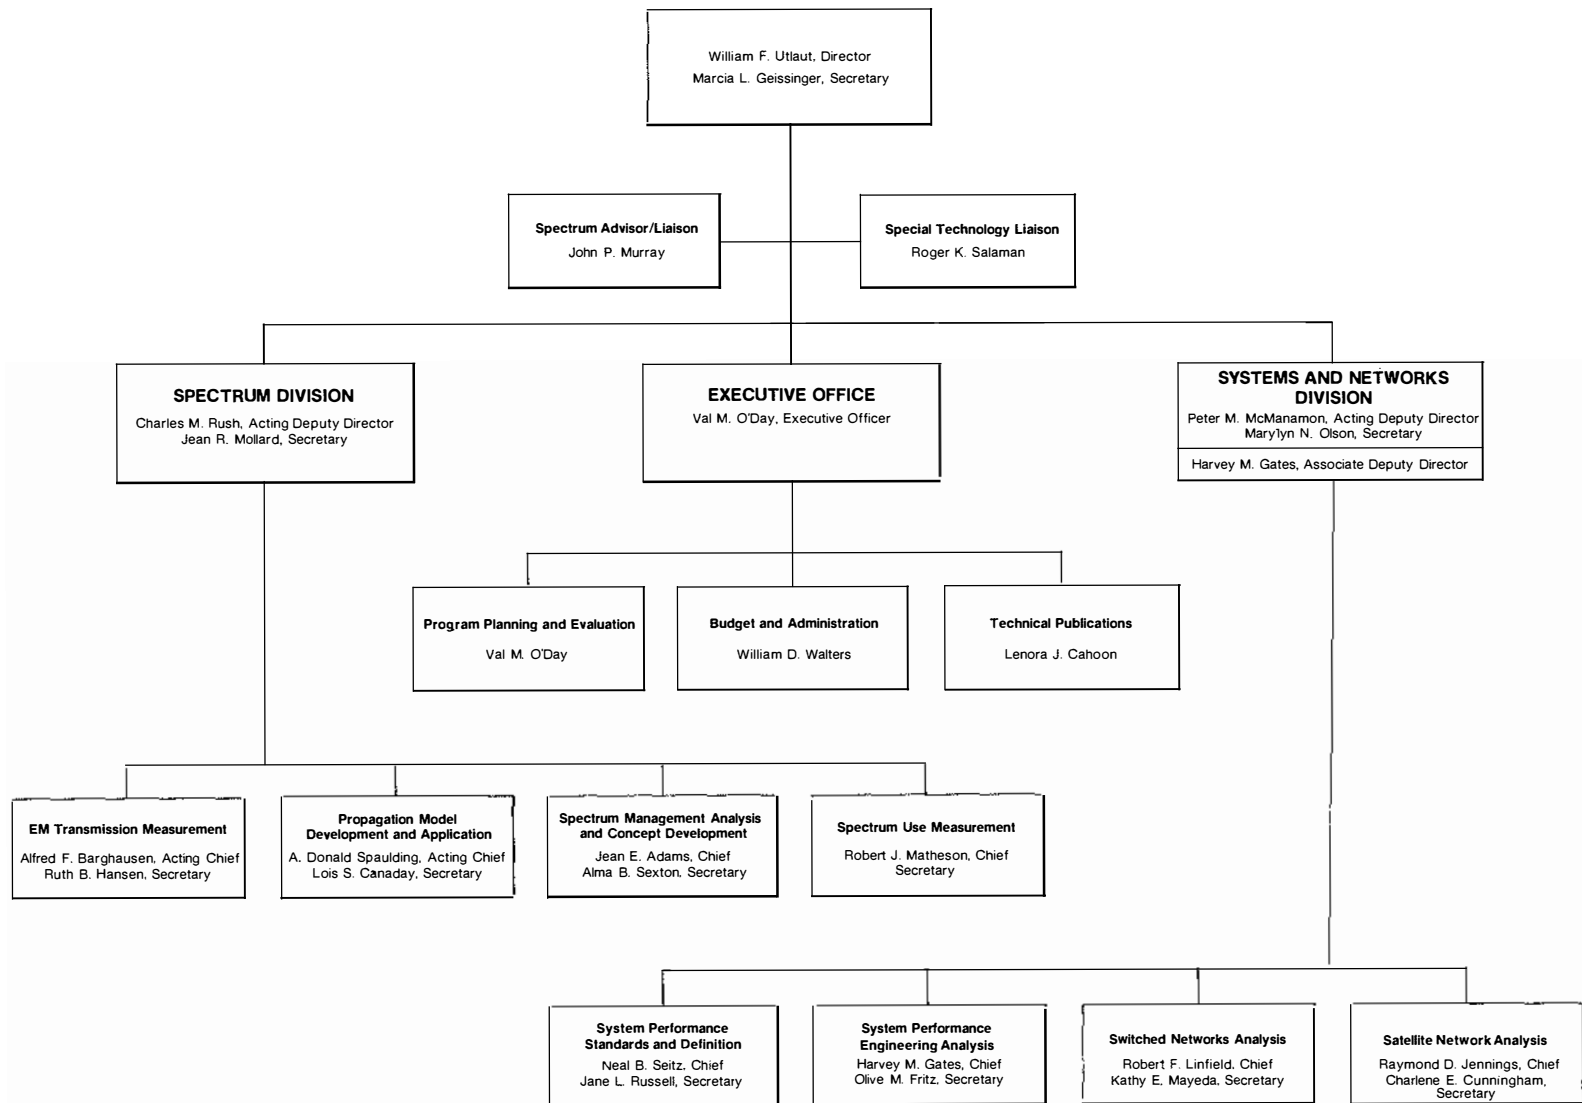 William F. Utlaut, Director
Marcia L. Geissinger, Secretary
Spectrum Advisor/Liaison
John P. Murray
Special Technology Liaison
Roger K. Salaman
SPECTRUM DIVISION
Charles M. Rush, Acting Deputy Director
Jean R. Mollard, Secretary
EXECUTIVE OFFICE
Val M. O'Day, Executive Officer
SYSTEMS AND NETWORKS
DIVISION
Peter M. McManamon, Acting Deputy Director
Marylyn N. Olson, Secretary
Harvey M. Gates, Associate Deputy Director
Program Planning and Evaluation
Val M. O'Day
Budget and Administration
William D. Walters
Technical Publications
Lenora J. Cahoon
EM Transmission Measurement
Alfred F. Barghausen, Acting Chief
Ruth B. Hansen, Secretary
Propagation Model
Development and Application
A. Donald Spaulding, Acting Chief
Lois S. Canaday, Secretary
Spectrum Management Analysis
and Concept Development
Jean E. Adams, Chief
Alma B. Sexton, Secretary
Spectrum Use Measurement
Robert J. Matheson, Chief
Secretary
System Performance
Standards and Definition
Neal B. Seitz, Chief
Jane L. Russell, Secretary
System Performance
Engineering Analysis
Harvey M. Gates, Chief
Olive M. Fritz, Secretary
Switched Networks Analysis
Robert F. Linfield, Chief
Kathy E. Mayeda, Secretary
Satellite Network Analysis
Raymond D. Jennings, Chief
Charlene E. Cunningham,
Secretary